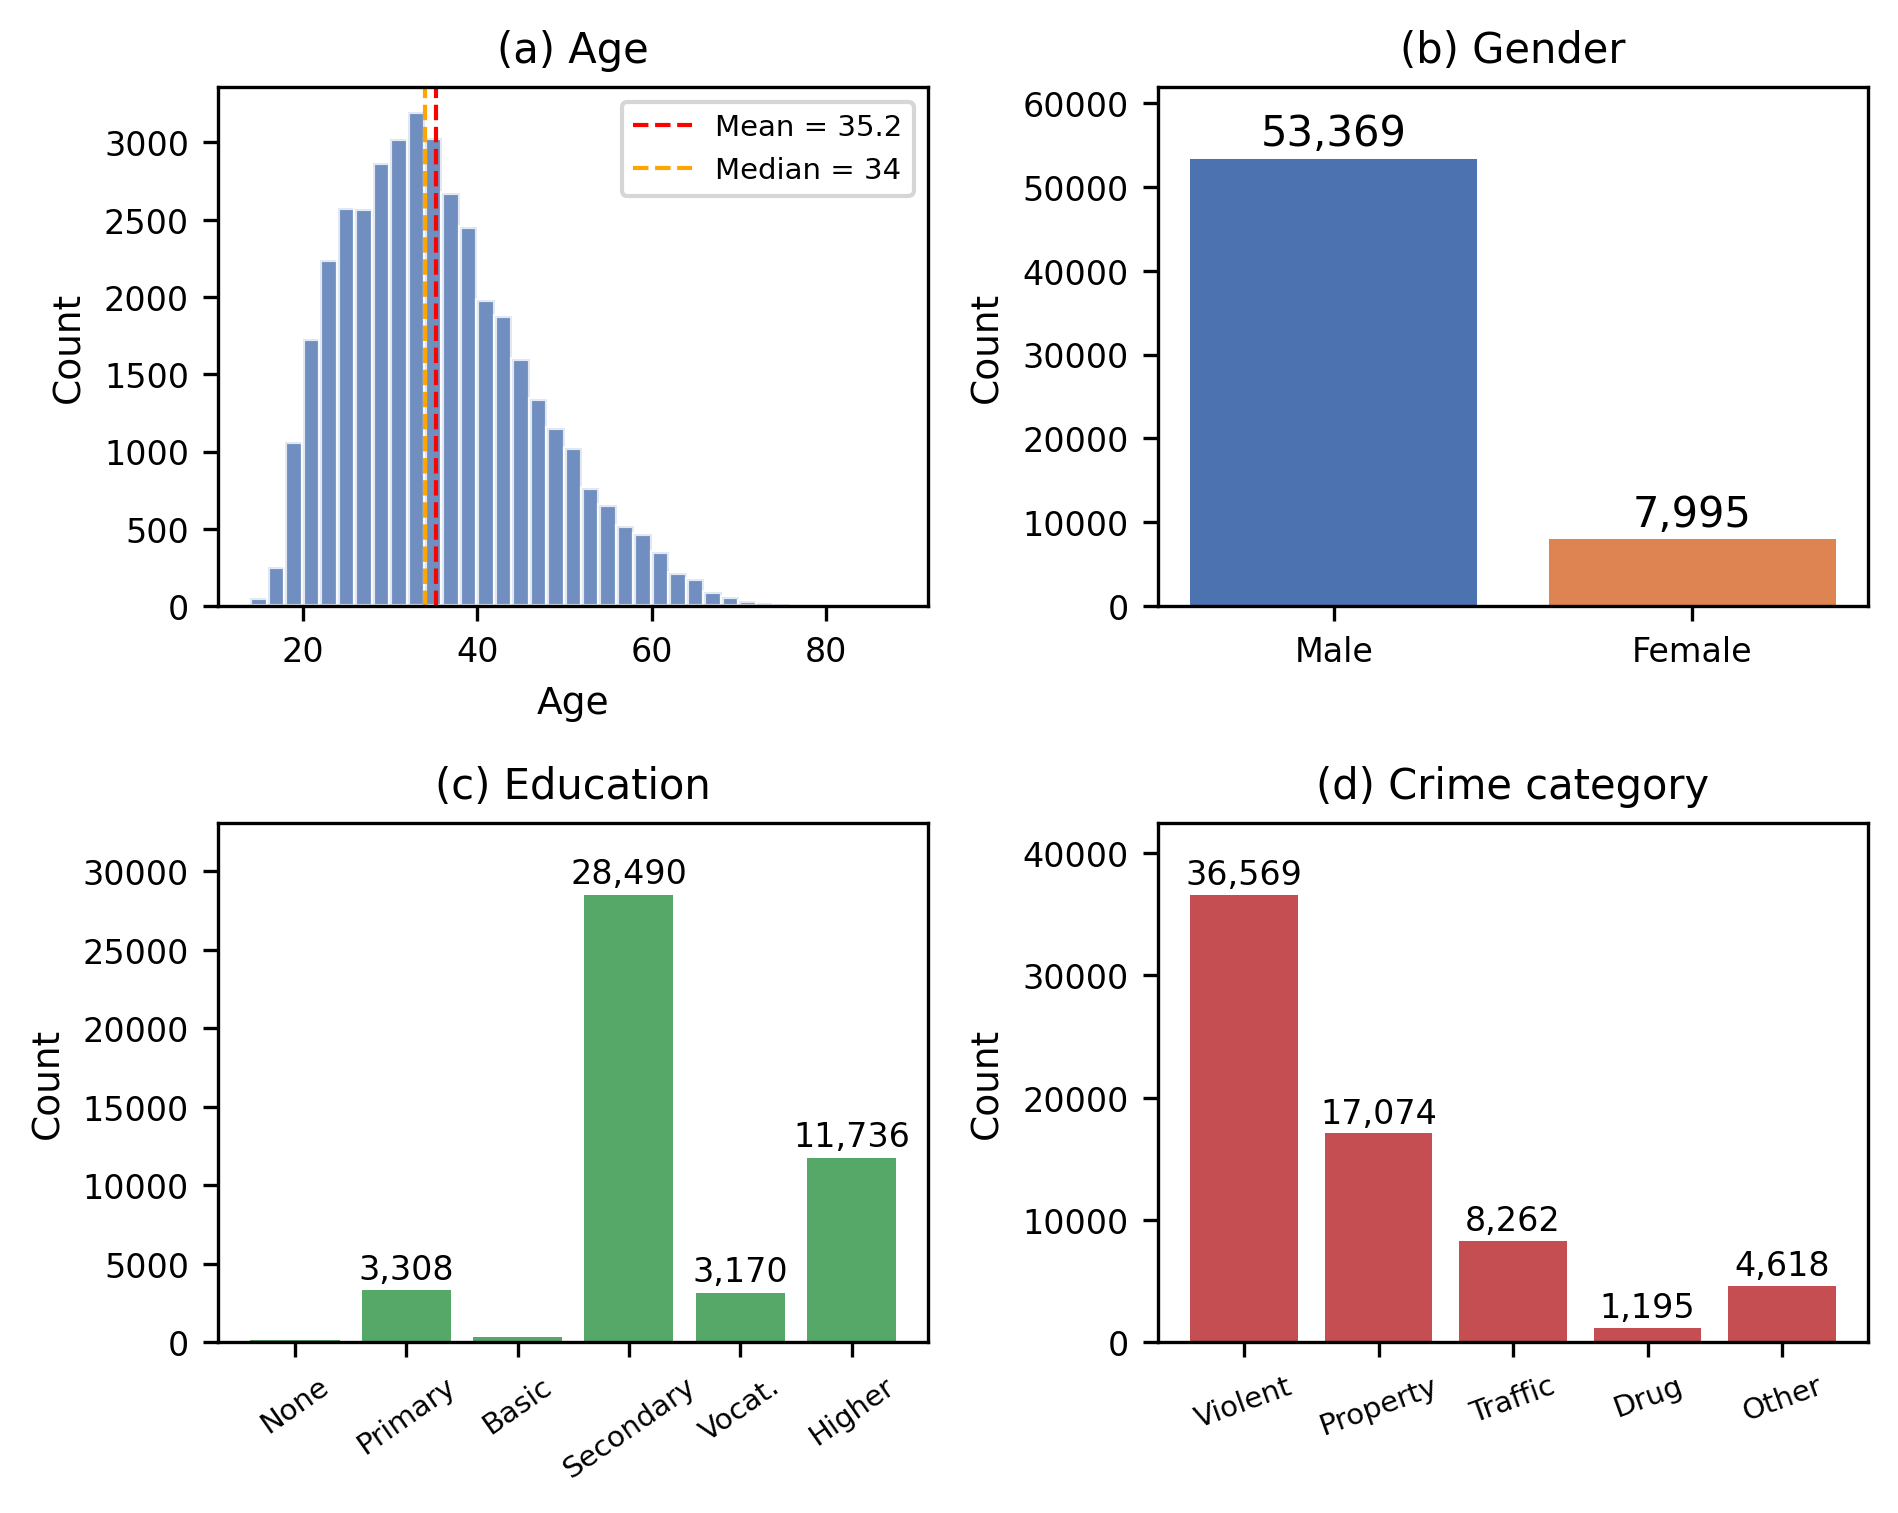 (a) Age
3000
2500
2000
1500
1000
500
0
Count
20 40 60 80
Age
Mean = 35.2
Median = 34
(b) Gender
60000
50000
40000
30000
20000
10000
0
Count
53,369
7,995
Male Female
(c) Education
30000
25000
20000
15000
10000
5000
0
Count
3,308
28,490
3,170
11,736
None Primary Basic Secondary Vocat. Higher
(d) Crime category
40000
30000
20000
10000
0
Count
36,569
17,074
8,262
1,195
4,618
Violent Property Traffic Drug Other